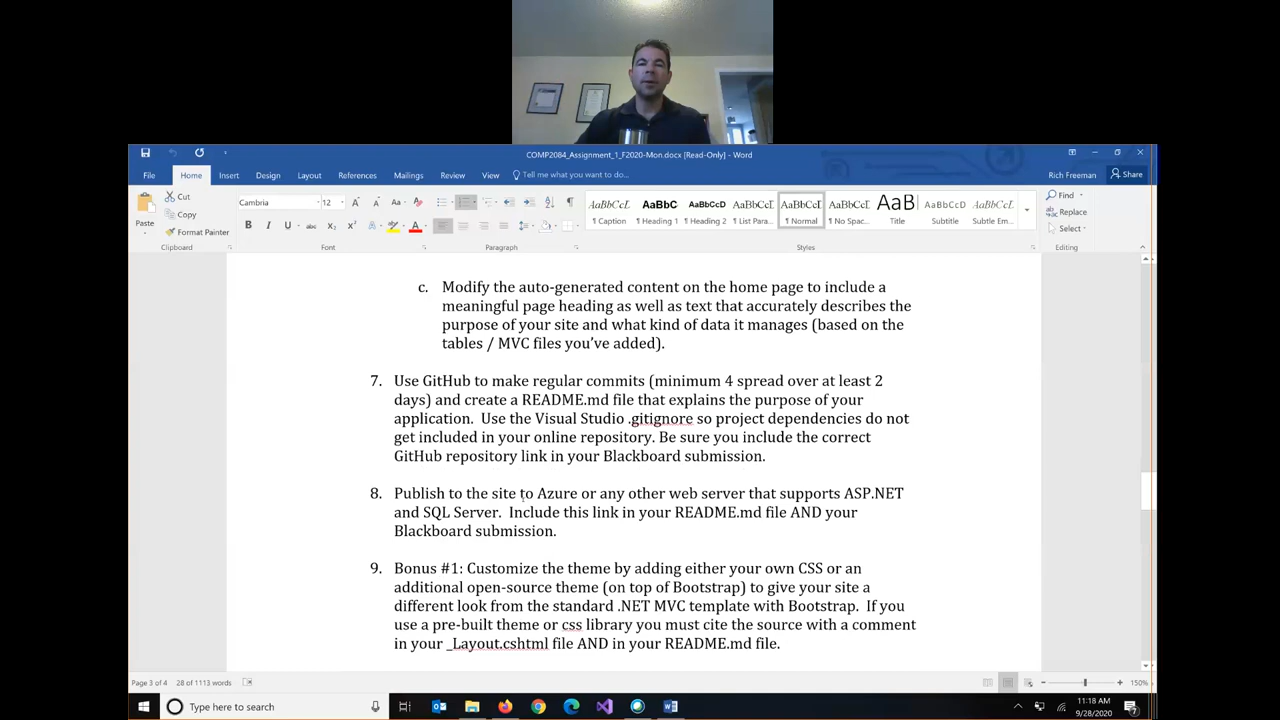 COMP2084_Assignment_1_F2020-Mon.docx [Read-Only] - Word
File Home Insert Design Layout References Mailings Review View Tell me what you want to do... Rich Freeman Share
Paste Cut Copy Format Painter
Clipboard
Cambria 12
Font
Paragraph
AaBbCcL ¶ Caption
AaBbC ¶ Heading 1
AaBbCc ¶ Heading 2
AaBbCcL ¶ List Para...
AaBbCcL ¶ Normal
AaBbCcL ¶ No Spac...
AaB Title
AaBbCcD Subtitle
AaBbCcL Subtle Em...
Styles
Find
Replace
Select
Editing
c. Modify the auto-generated content on the home page to include a
meaningful page heading as well as text that accurately describes the
purpose of your site and what kind of data it manages (based on the
tables / MVC files you've added).
7. Use GitHub to make regular commits (minimum 4 spread over at least 2
days) and create a README.md file that explains the purpose of your
application. Use the Visual Studio .gitignore so project dependencies do not
get included in your online repository. Be sure you include the correct
GitHub repository link in your Blackboard submission.
8. Publish to the site to Azure or any other web server that supports ASP.NET
and SQL Server. Include this link in your README.md file AND your
Blackboard submission.
9. Bonus #1: Customize the theme by adding either your own CSS or an
additional open-source theme (on top of Bootstrap) to give your site a
different look from the standard .NET MVC template with Bootstrap. If you
use a pre-built theme or css library you must cite the source with a comment
in your _Layout.cshtml file AND in your README.md file.
Page 3 of 4 28 of 1113 words 150%
Type here to search 11:18 AM
9/28/2020